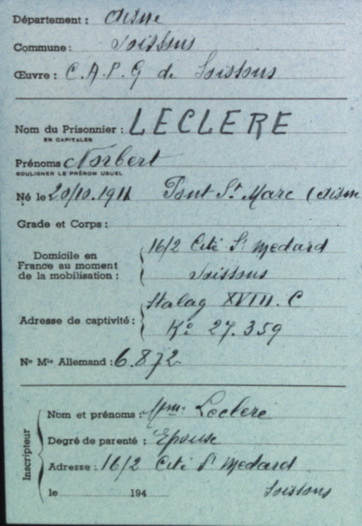 Département : Aisne
Commune : Soissons
Œuvre : C.A.P.G de Soissons
Nom du Prisonnier : LECLERE
EN CAPITALES
Prénoms Norbert
SOULIGNER LE PRÉNOM USUEL
Né le 20/10.1911 Pont St Marc (Aisne
Grade et Corps :
Domicile en France au moment de la mobilisation : 16/2 Cité St Medard
Soissons
Adresse de captivité : Stalag XVIII.C
Ko 27.359
No Mle Allemand : 6.872
Inscripteur
Nom et prénoms : Mme Leclere
Degré de parenté : Epouse
Adresse : 16/2 Cité St Medard
le 194 Soissons